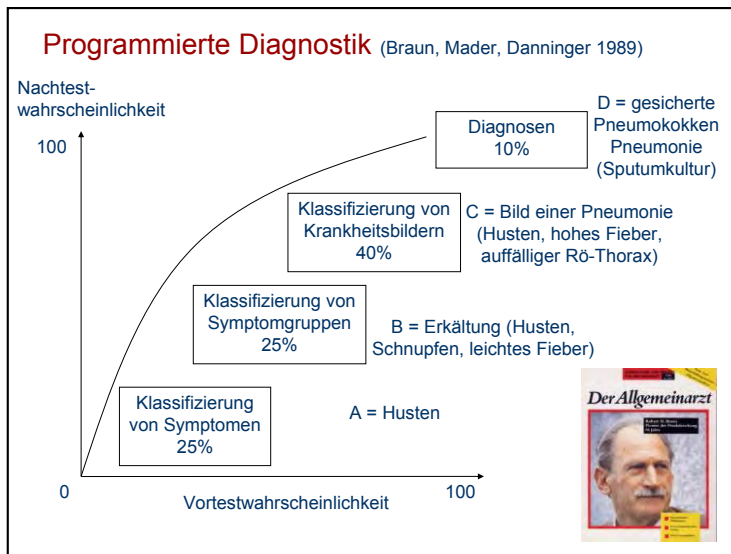 Programmierte Diagnostik (Braun, Mader, Danninger 1989)
Nachtest-
wahrscheinlichkeit
100
Diagnosen
10%
D = gesicherte
Pneumokokken
Pneumonie
(Sputumkultur)
Klassifizierung von
Krankheitsbildern
40%
C = Bild einer Pneumonie
(Husten, hohes Fieber,
auffälliger Rö-Thorax)
Klassifizierung von
Symptomgruppen
25%
B = Erkältung (Husten,
Schnupfen, leichtes Fieber)
Klassifizierung
von Symptomen
25%
A = Husten
Der Allgemeinarzt
0
Vortestwahrscheinlichkeit
100